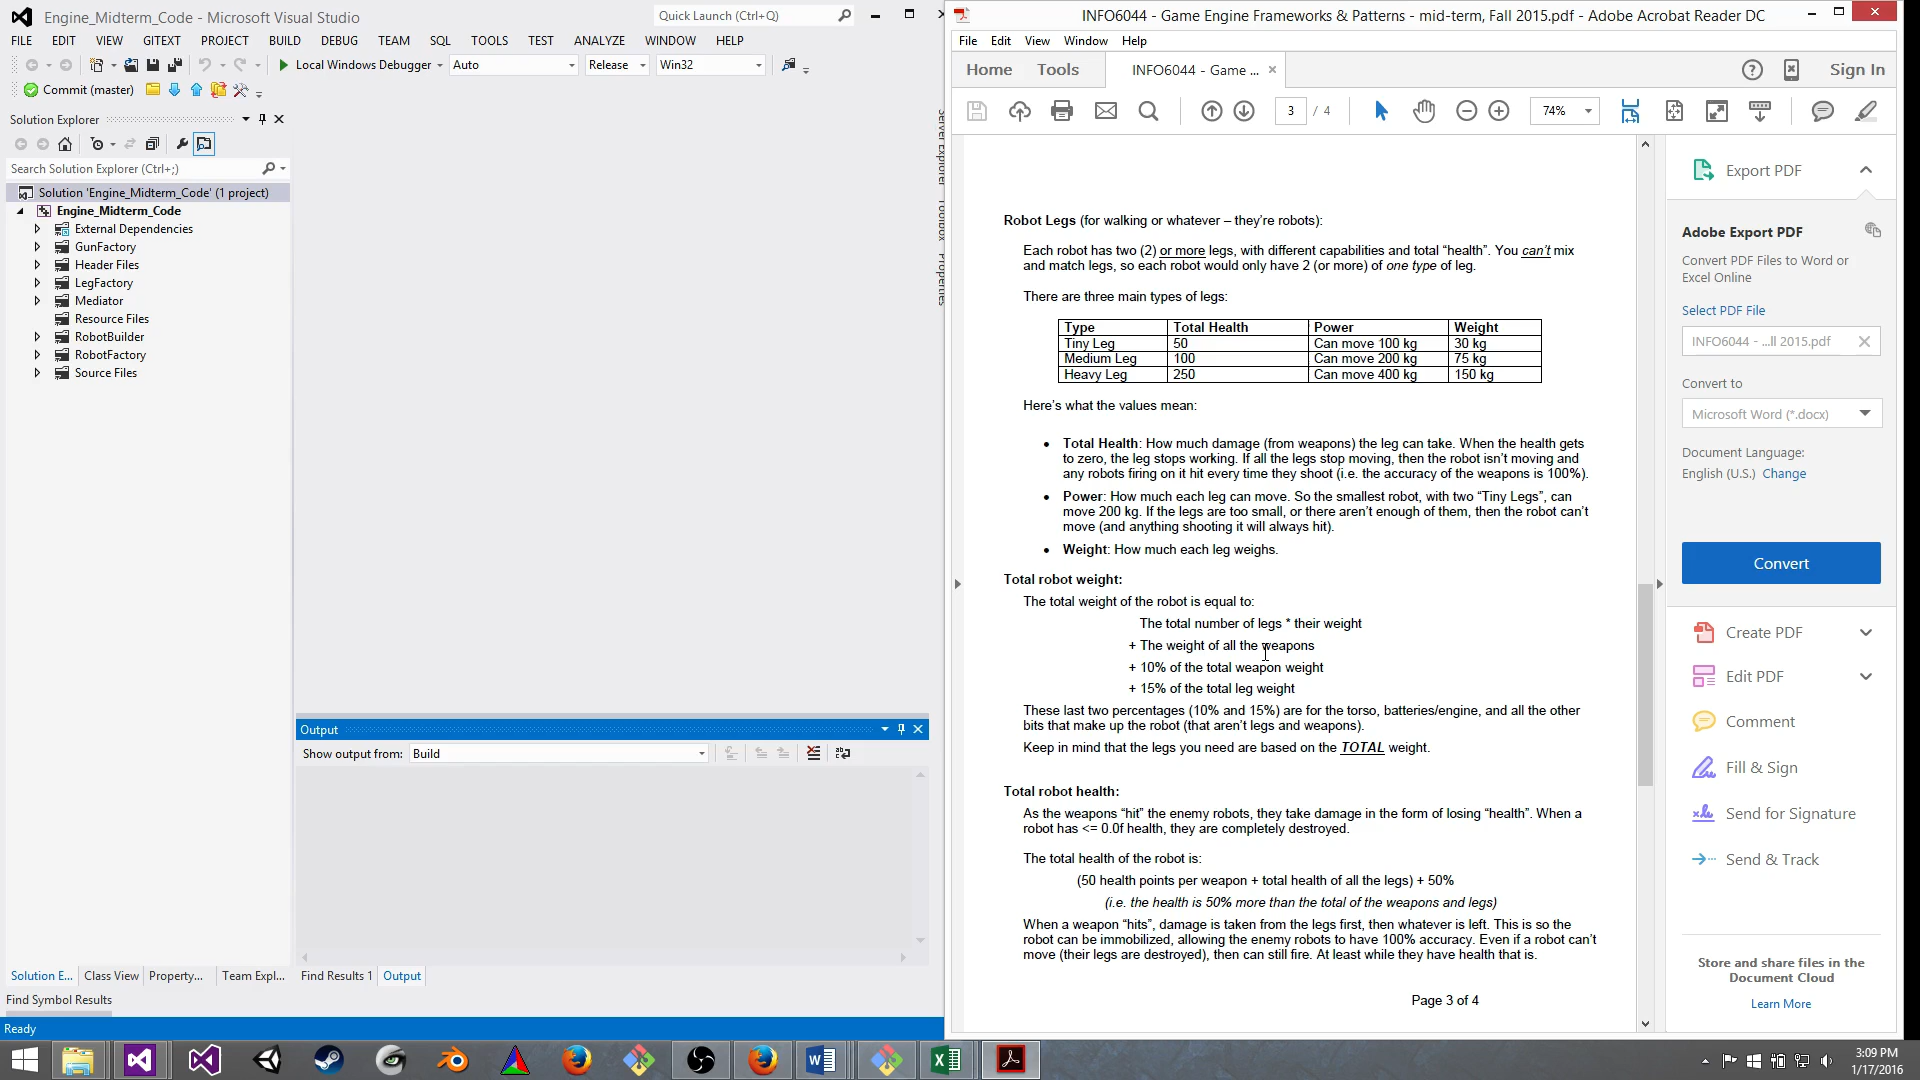 Engine_Midterm_Code - Microsoft Visual Studio
Quick Launch (Ctrl+Q)
FILE EDIT VIEW GITEXT PROJECT BUILD DEBUG TEAM SQL TOOLS TEST ANALYZE WINDOW HELP
Local Windows Debugger Auto Release Win32
Commit (master)
Solution Explorer
Search Solution Explorer (Ctrl+;)
Solution 'Engine_Midterm_Code' (1 project)
Engine_Midterm_Code
External Dependencies
GunFactory
Header Files
LegFactory
Mediator
Resource Files
RobotBuilder
RobotFactory
Source Files
Server Explorer
Toolbox
Properties
Output
Show output from: Build
Solution E... Class View Property... Team Expl... Find Results 1 Output
Find Symbol Results
Ready
INFO6044 - Game Engine Frameworks & Patterns - mid-term, Fall 2015.pdf - Adobe Acrobat Reader DC
File Edit View Window Help
Home Tools INFO6044 - Game ... Sign In
3 / 4 74%
Robot Legs (for walking or whatever – they're robots):
Each robot has two (2) or more legs, with different capabilities and total “health”. You can't mix
and match legs, so each robot would only have 2 (or more) of one type of leg.
There are three main types of legs:
Type Total Health Power Weight
Tiny Leg 50 Can move 100 kg 30 kg
Medium Leg 100 Can move 200 kg 75 kg
Heavy Leg 250 Can move 400 kg 150 kg
Here's what the values mean:
• Total Health: How much damage (from weapons) the leg can take. When the health gets
to zero, the leg stops working. If all the legs stop moving, then the robot isn't moving and
any robots firing on it hit every time they shoot (i.e. the accuracy of the weapons is 100%).
• Power: How much each leg can move. So the smallest robot, with two “Tiny Legs”, can
move 200 kg. If the legs are too small, or there aren't enough of them, then the robot can't
move (and anything shooting it will always hit).
• Weight: How much each leg weighs.
Total robot weight:
The total weight of the robot is equal to:
The total number of legs * their weight
+ The weight of all the weapons
+ 10% of the total weapon weight
+ 15% of the total leg weight
These last two percentages (10% and 15%) are for the torso, batteries/engine, and all the other
bits that make up the robot (that aren't legs and weapons).
Keep in mind that the legs you need are based on the TOTAL weight.
Total robot health:
As the weapons “hit” the enemy robots, they take damage in the form of losing “health”. When a
robot has <= 0.0f health, they are completely destroyed.
The total health of the robot is:
(50 health points per weapon + total health of all the legs) + 50%
(i.e. the health is 50% more than the total of the weapons and legs)
When a weapon “hits”, damage is taken from the legs first, then whatever is left. This is so the
robot can be immobilized, allowing the enemy robots to have 100% accuracy. Even if a robot can't
move (their legs are destroyed), then can still fire. At least while they have health that is.
Page 3 of 4
Export PDF
Adobe Export PDF
Convert PDF Files to Word or
Excel Online
Select PDF File
INFO6044 - ...ll 2015.pdf
Convert to
Microsoft Word (*.docx)
Document Language:
English (U.S.) Change
Convert
Create PDF
Edit PDF
Comment
Fill & Sign
Send for Signature
Send & Track
Store and share files in the
Document Cloud
Learn More
3:09 PM
1/17/2016